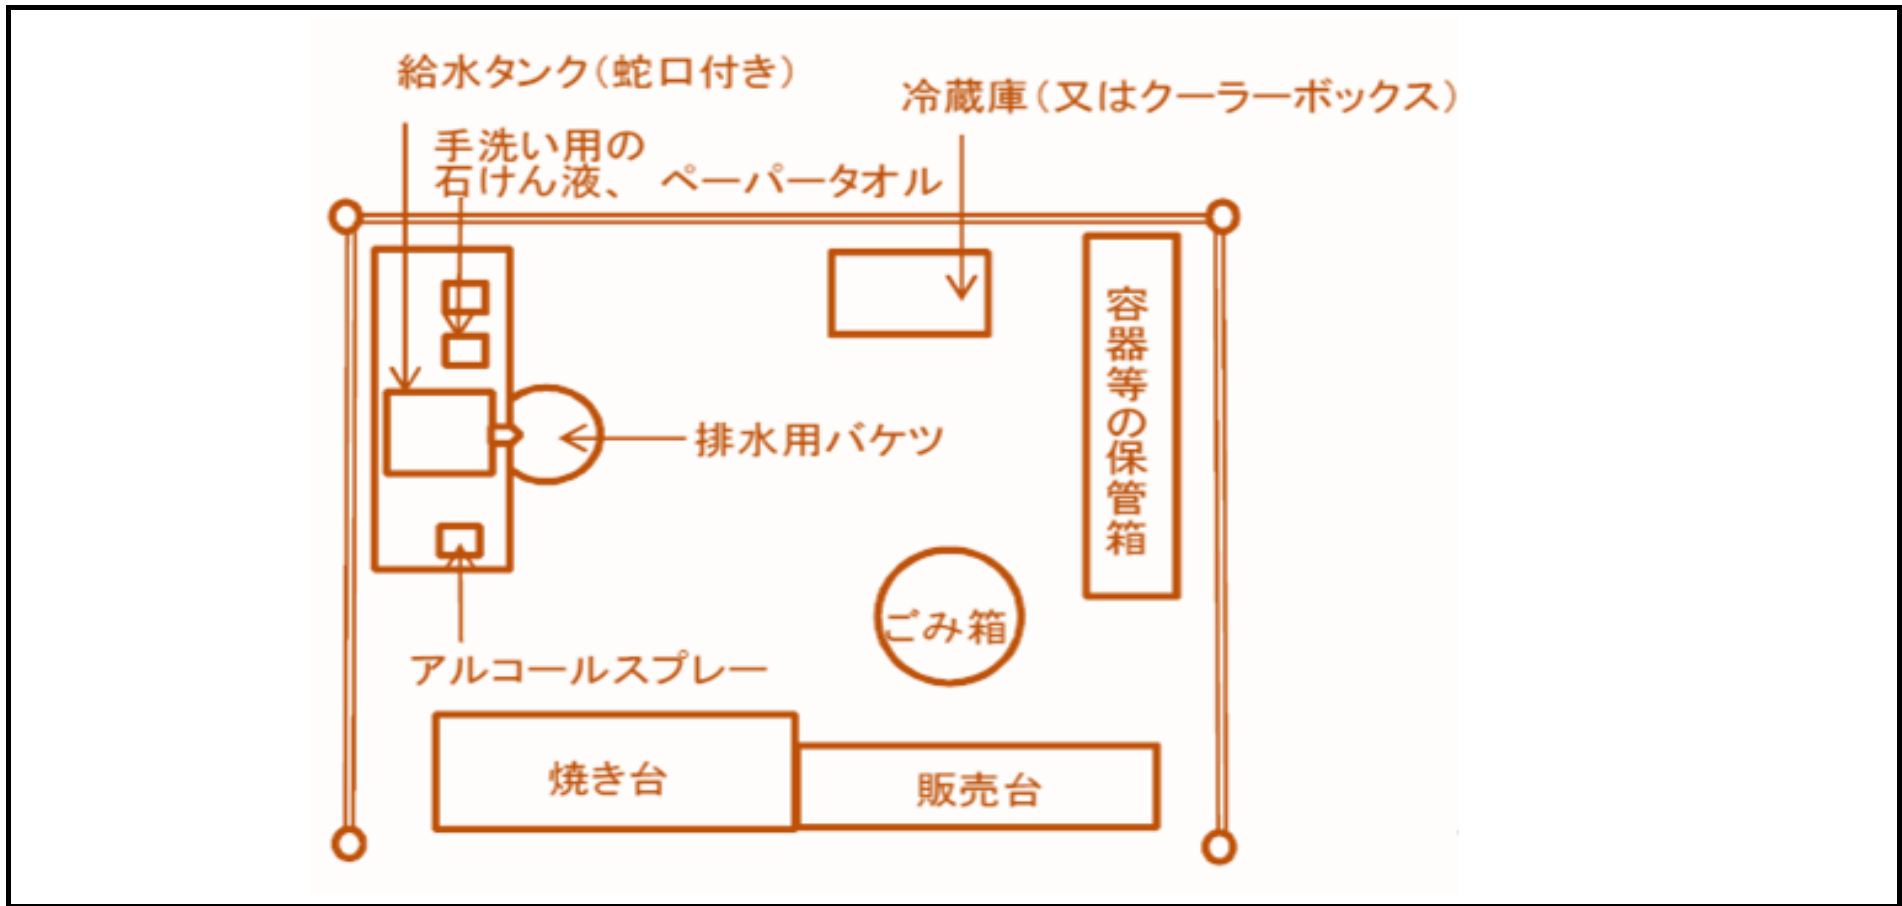 給水タンク（蛇口付き）
冷蔵庫（又はクーラーボックス）
手洗い用の
石けん液、 ペーパータオル
容器等の保管箱
排水用バケツ
ごみ箱
アルコールスプレー
焼き台
販売台